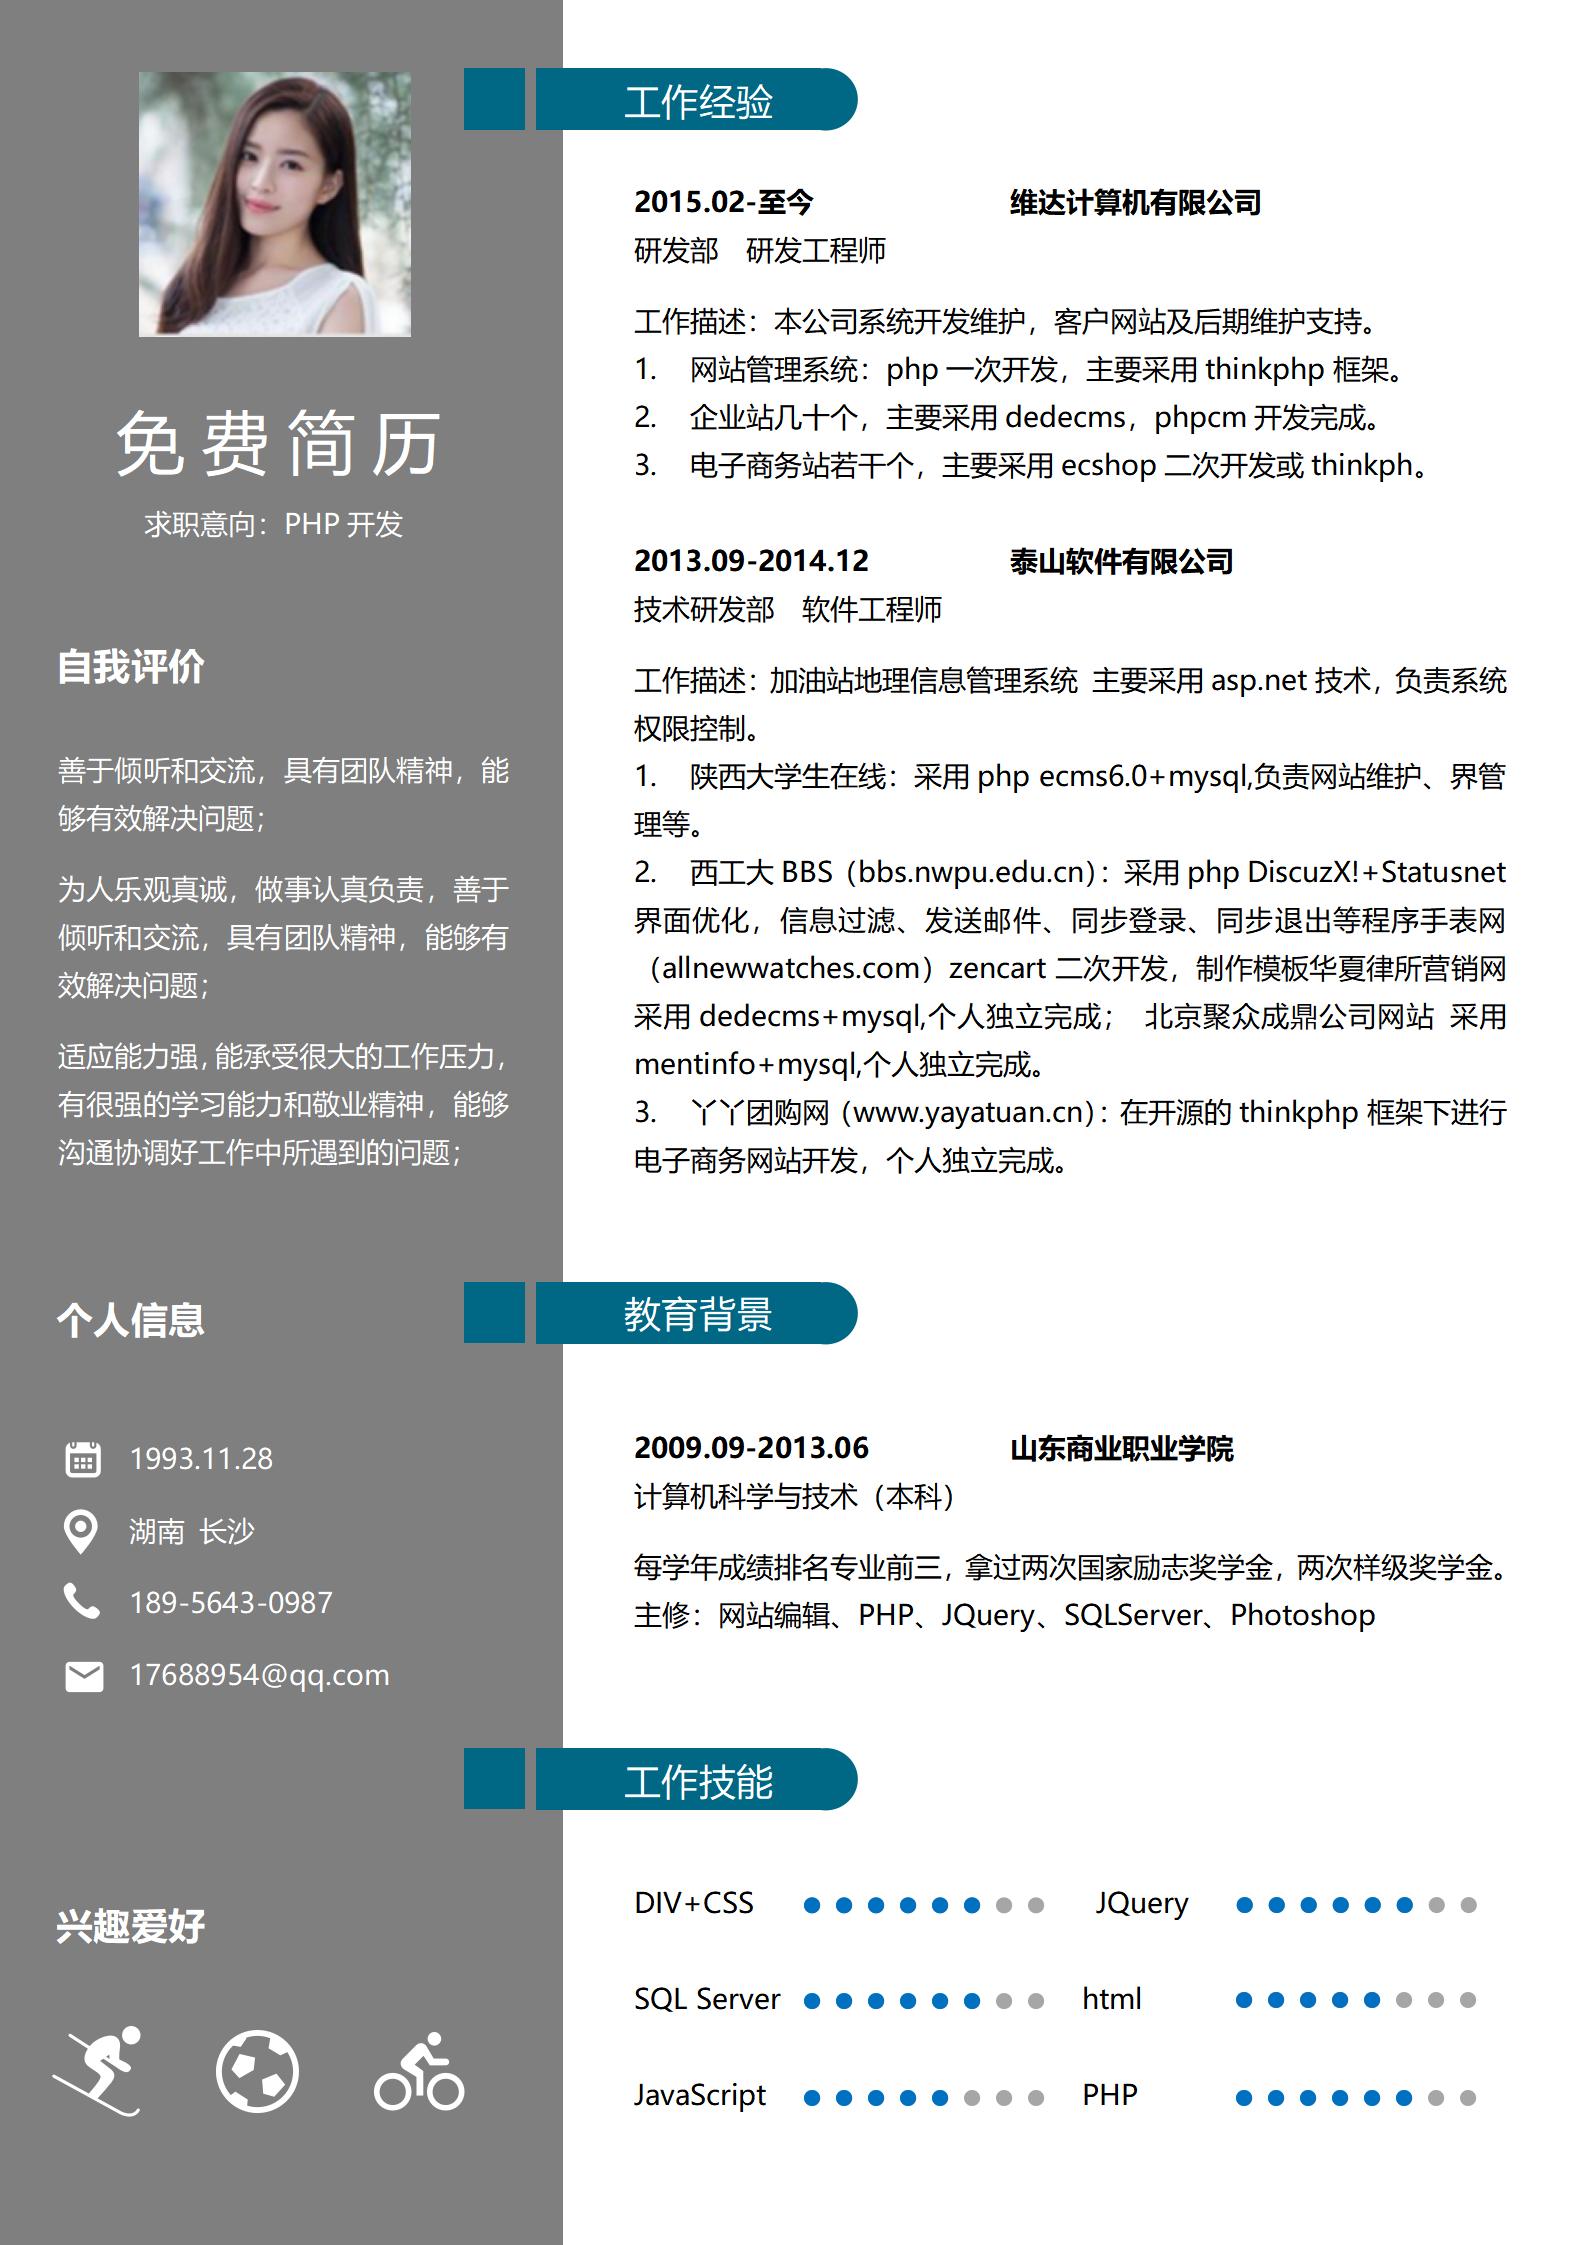 免费简历
求职意向：PHP 开发
自我评价
善于倾听和交流，具有团队精神，能
够有效解决问题；
为人乐观真诚，做事认真负责，善于
倾听和交流，具有团队精神，能够有
效解决问题；
适应能力强，能承受很大的工作压力，
有很强的学习能力和敬业精神，能够
沟通协调好工作中所遇到的问题；
个人信息
1993.11.28
湖南 长沙
189-5643-0987
17688954@qq.com
兴趣爱好
工作经验
2015.02-至今 维达计算机有限公司
研发部 研发工程师
工作描述：本公司系统开发维护，客户网站及后期维护支持。
1. 网站管理系统：php 一次开发，主要采用 thinkphp 框架。
2. 企业站几十个，主要采用 dedecms，phpcm 开发完成。
3. 电子商务站若干个，主要采用 ecshop 二次开发或 thinkph。
2013.09-2014.12 泰山软件有限公司
技术研发部 软件工程师
工作描述：加油站地理信息管理系统 主要采用 asp.net 技术，负责系统
权限控制。
1. 陕西大学生在线：采用 php ecms6.0+mysql,负责网站维护、界管
理等。
2. 西工大 BBS（bbs.nwpu.edu.cn）：采用 php DiscuzX!+Statusnet
界面优化，信息过滤、发送邮件、同步登录、同步退出等程序手表网
（allnewwatches.com）zencart 二次开发，制作模板华夏律所营销网
采用 dedecms+mysql,个人独立完成； 北京聚众成鼎公司网站 采用
mentinfo+mysql,个人独立完成。
3. 丫丫团购网（www.yayatuan.cn）：在开源的 thinkphp 框架下进行
电子商务网站开发，个人独立完成。
教育背景
2009.09-2013.06 山东商业职业学院
计算机科学与技术（本科）
每学年成绩排名专业前三，拿过两次国家励志奖学金，两次样级奖学金。
主修：网站编辑、PHP、JQuery、SQLServer、Photoshop
工作技能
DIV+CSS JQuery
SQL Server html
JavaScript PHP